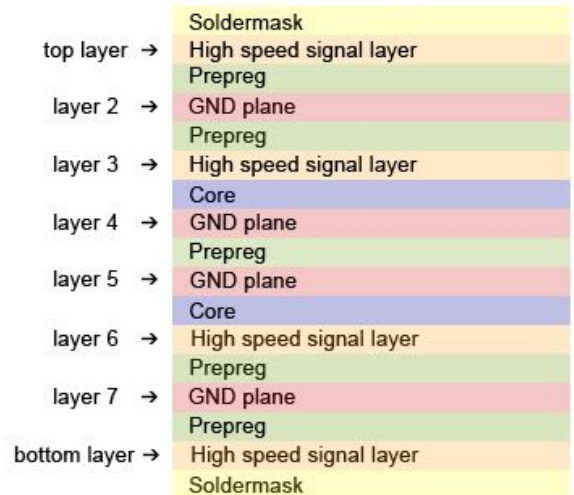 Soldermask
top layer → High speed signal layer
Prepreg
layer 2 → GND plane
Prepreg
layer 3 → High speed signal layer
Core
layer 4 → GND plane
Prepreg
layer 5 → GND plane
Core
layer 6 → High speed signal layer
Prepreg
layer 7 → GND plane
Prepreg
bottom layer → High speed signal layer
Soldermask